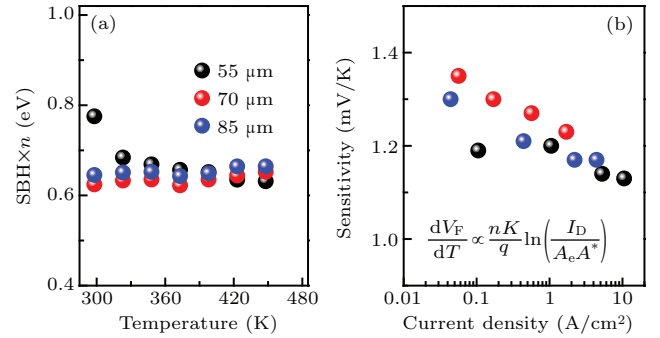 (a)
1.0
0.8
0.6
0.4
SBH×n (eV)
55 µm
70 µm
85 µm
300 360 420 480
Temperature (K)
(b)
1.4
1.2
1.0
Sensitivity (mV/K)
dV_F/dT ∝ nK/q ln(I_D/A_eA^*)
0.01 0.1 1 10
Current density (A/cm²)